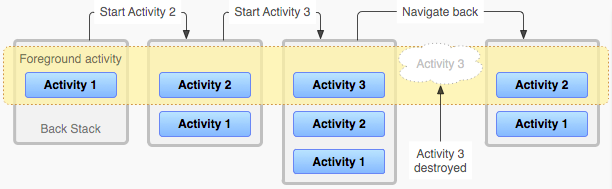 Start Activity 2
Start Activity 3
Navigate back
Foreground activity
Activity 1
Activity 2
Activity 3
Activity 3
Activity 2
Back Stack
Activity 1
Activity 2
Activity 1
Activity 1
Activity 3
destroyed